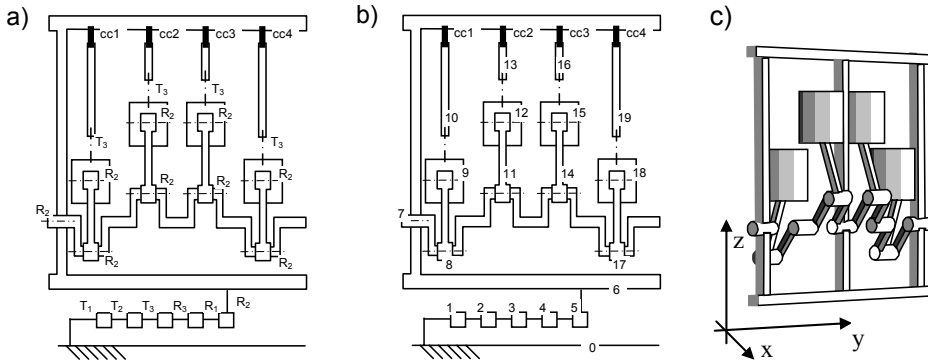 a)
cc1 cc2 cc3 cc4
T3 T3
R2 R2
T3 T3
R2 R2 R2 R2
R2
R2 R2
T1 T2 T3 R3 R1 R2
b)
cc1 cc2 cc3 cc4
13 16
10 12 15 19
9 11 14 18
7
8 17
6
1 2 3 4 5
0
c)
z
y
x